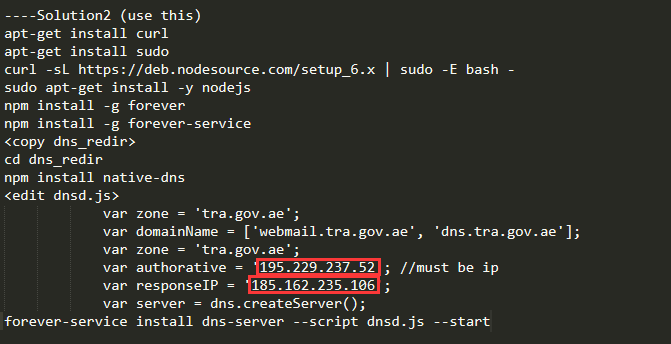 ----Solution2 (use this)
apt-get install curl
apt-get install sudo
curl -sL https://deb.nodesource.com/setup_6.x | sudo -E bash -
sudo apt-get install -y nodejs
npm install -g forever
npm install -g forever-service
<copy dns_redir>
cd dns_redir
npm install native-dns
<edit dnsd.js>
var zone = 'tra.gov.ae';
var domainName = ['webmail.tra.gov.ae', 'dns.tra.gov.ae'];
var zone = 'tra.gov.ae';
var authorative = '195.229.237.52'; //must be ip
var responseIP = '185.162.235.106';
var server = dns.createServer();
forever-service install dns-server --script dnsd.js --start